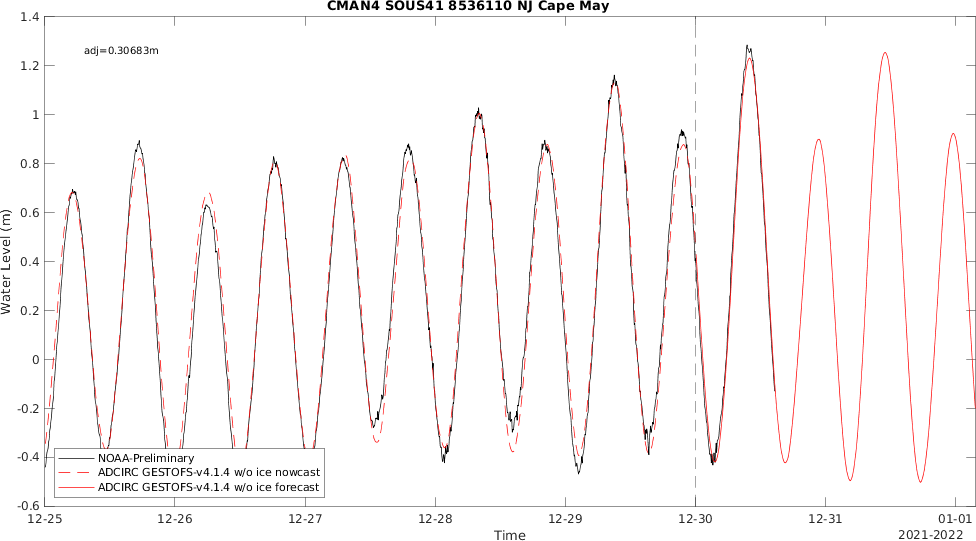 CMAN4 SOUS41 8536110 NJ Cape May
1.4
adj=0.30683m
1.2
1
0.8
0.6
0.4
0.2
0
-0.2
-0.4
-0.6
Water Level (m)
NOAA-Preliminary
ADCIRC GESTOFS-v4.1.4 w/o ice nowcast
ADCIRC GESTOFS-v4.1.4 w/o ice forecast
12-25 12-26 12-27 12-28 12-29 12-30 12-31 01-01
Time
2021-2022